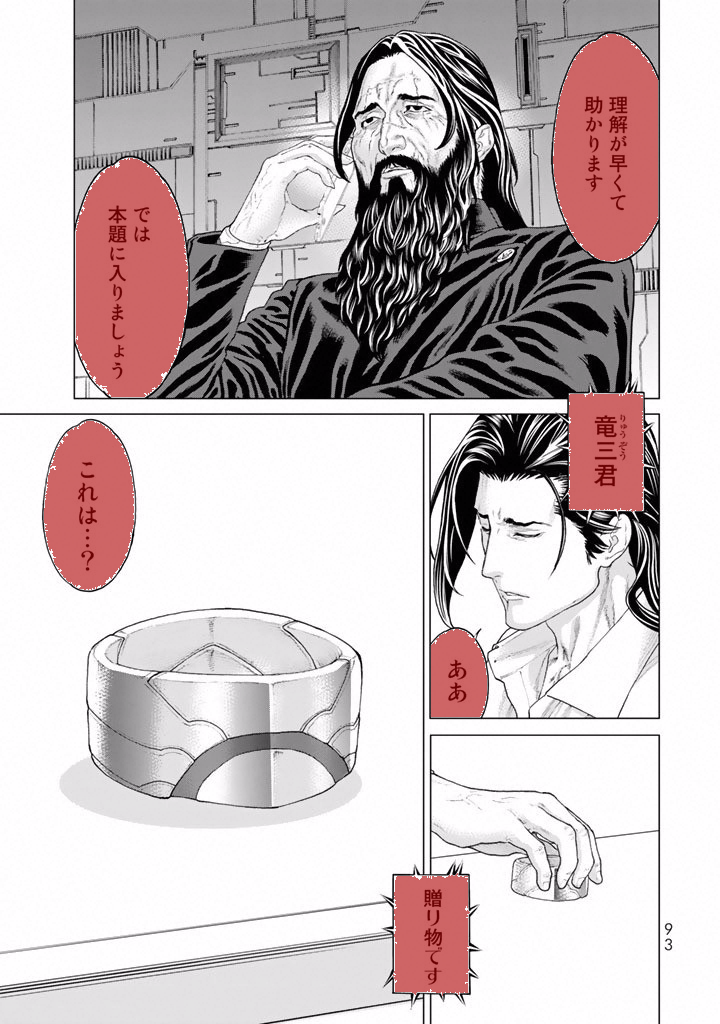 理解が早くて
助かります
では
本題に入りましょう
竜三君
りゅうぞう
ああ
これは…?
贈り物です
93